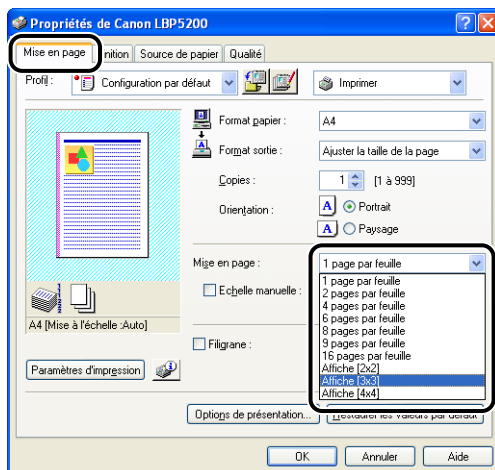 Propriétés de Canon LBP5200
Mise en page nition Source de papier Qualité
Profil : Configuration par défaut Imprimer
Format papier : A4
Format sortie : Ajuster la taille de la page
Copies : 1 [1 à 999]
Orientation : A Portrait
A Paysage
Mise en page : 1 page par feuille
Echelle manuelle :
1 page par feuille
2 pages par feuille
4 pages par feuille
6 pages par feuille
8 pages par feuille
9 pages par feuille
16 pages par feuille
Affiche [2x2]
Affiche [3x3]
Affiche [4x4]
A4 [Mise à l'échelle :Auto]
Filigrane :
Paramètres d'impression
Options de présentation... Restaurer les valeurs par défaut
OK Annuler Aide